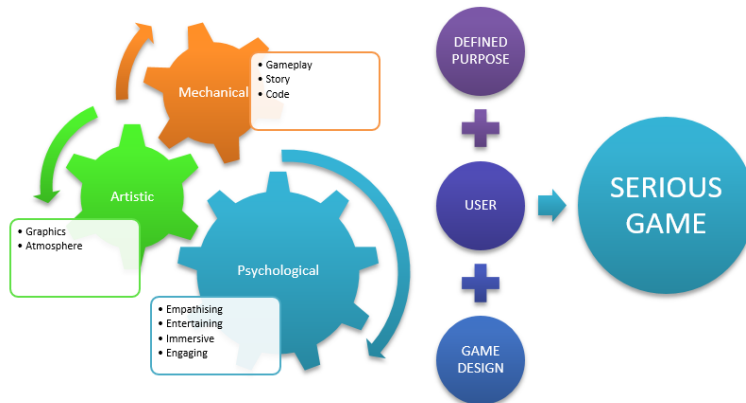 Mechanical
• Gameplay
• Story
• Code
Artistic
• Graphics
• Atmosphere
Psychological
• Empathising
• Entertaining
• Immersive
• Engaging
DEFINED
PURPOSE
USER
GAME
DESIGN
SERIOUS
GAME